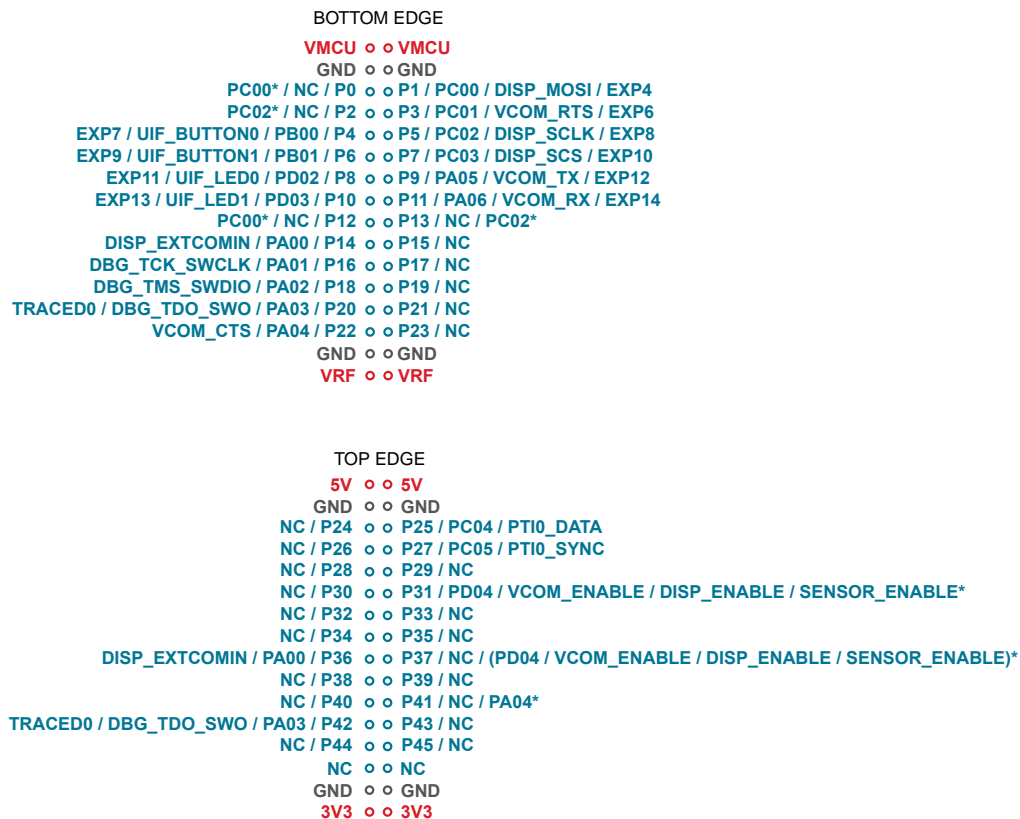 BOTTOM EDGE
VMCU VMCU
GND GND
PC00* / NC / P0 P1 / PC00 / DISP_MOSI / EXP4
PC02* / NC / P2 P3 / PC01 / VCOM_RTS / EXP6
EXP7 / UIF_BUTTON0 / PB00 / P4 P5 / PC02 / DISP_SCLK / EXP8
EXP9 / UIF_BUTTON1 / PB01 / P6 P7 / PC03 / DISP_SCS / EXP10
EXP11 / UIF_LED0 / PD02 / P8 P9 / PA05 / VCOM_TX / EXP12
EXP13 / UIF_LED1 / PD03 / P10 P11 / PA06 / VCOM_RX / EXP14
PC00* / NC / P12 P13 / NC / PC02*
DISP_EXTCOMIN / PA00 / P14 P15 / NC
DBG_TCK_SWCLK / PA01 / P16 P17 / NC
DBG_TMS_SWDIO / PA02 / P18 P19 / NC
TRACED0 / DBG_TDO_SWO / PA03 / P20 P21 / NC
VCOM_CTS / PA04 / P22 P23 / NC
GND GND
VRF VRF
TOP EDGE
5V 5V
GND GND
NC / P24 P25 / PC04 / PTI0_DATA
NC / P26 P27 / PC05 / PTI0_SYNC
NC / P28 P29 / NC
NC / P30 P31 / PD04 / VCOM_ENABLE / DISP_ENABLE / SENSOR_ENABLE*
NC / P32 P33 / NC
NC / P34 P35 / NC
DISP_EXTCOMIN / PA00 / P36 P37 / NC / (PD04 / VCOM_ENABLE / DISP_ENABLE / SENSOR_ENABLE)*
NC / P38 P39 / NC
NC / P40 P41 / NC / PA04*
TRACED0 / DBG_TDO_SWO / PA03 / P42 P43 / NC
NC / P44 P45 / NC
NC NC
GND GND
3V3 3V3